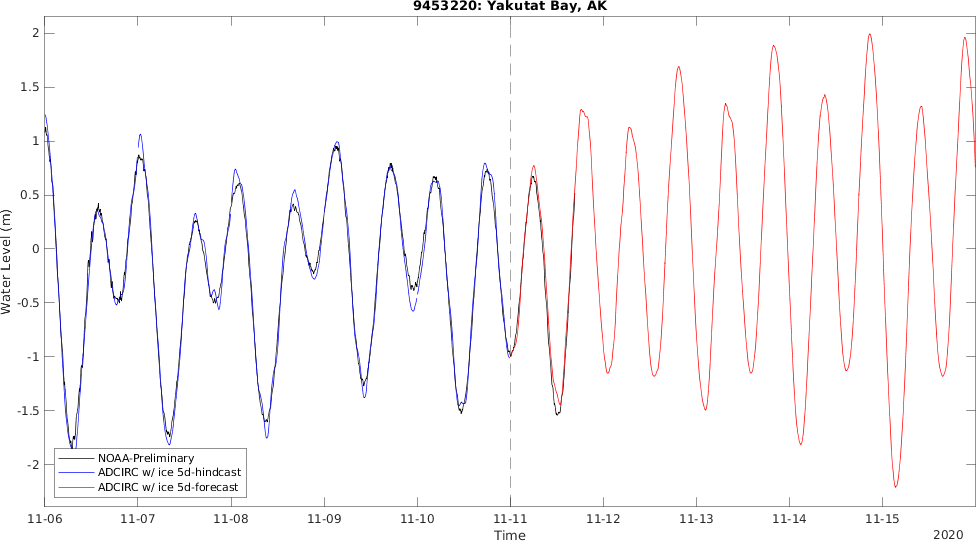 9453220: Yakutat Bay, AK
Water Level (m)
2
1.5
1
0.5
0
-0.5
-1
-1.5
-2
NOAA-Preliminary
ADCIRC w/ ice 5d-hindcast
ADCIRC w/ ice 5d-forecast
11-06 11-07 11-08 11-09 11-10 11-11 11-12 11-13 11-14 11-15
Time
2020